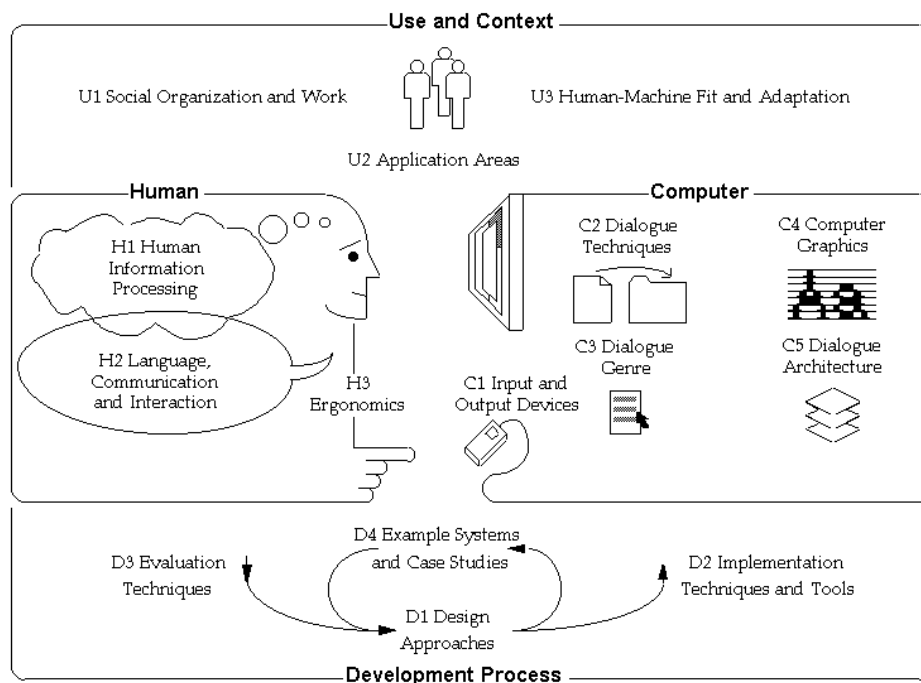 Use and Context
U1 Social Organization and Work
U3 Human-Machine Fit and Adaptation
U2 Application Areas
Human
H1 Human
Information
Processing
H2 Language,
Communication
and Interaction
H3
Ergonomics
Computer
C2 Dialogue
Techniques
C4 Computer
Graphics
C3 Dialogue
Genre
C5 Dialogue
Architecture
C1 Input and
Output Devices
D3 Evaluation
Techniques
D4 Example Systems
and Case Studies
D2 Implementation
Techniques and Tools
D1 Design
Approaches
Development Process